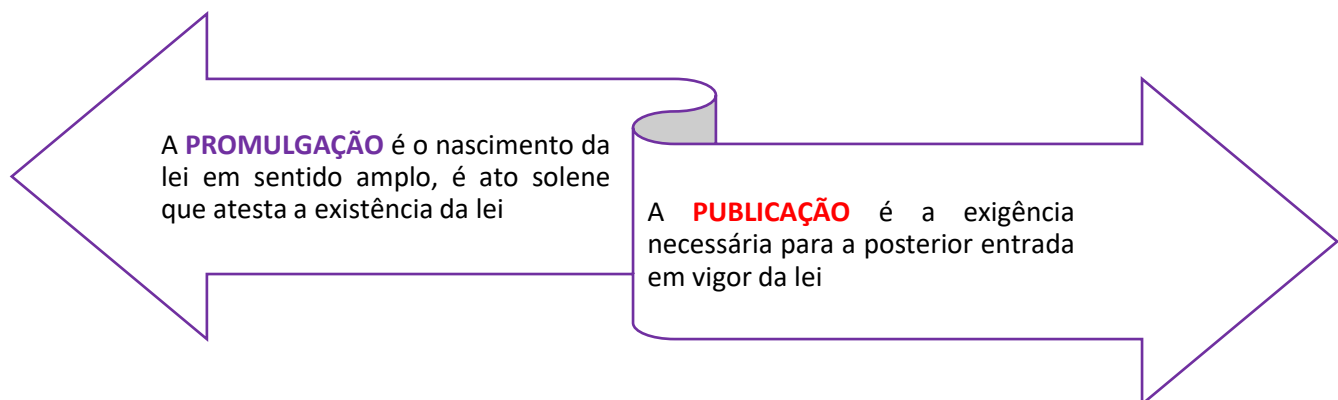 A PROMULGAÇÃO é o nascimento da
lei em sentido amplo, é ato solene
que atesta a existência da lei
A PUBLICAÇÃO é a exigência
necessária para a posterior entrada
em vigor da lei